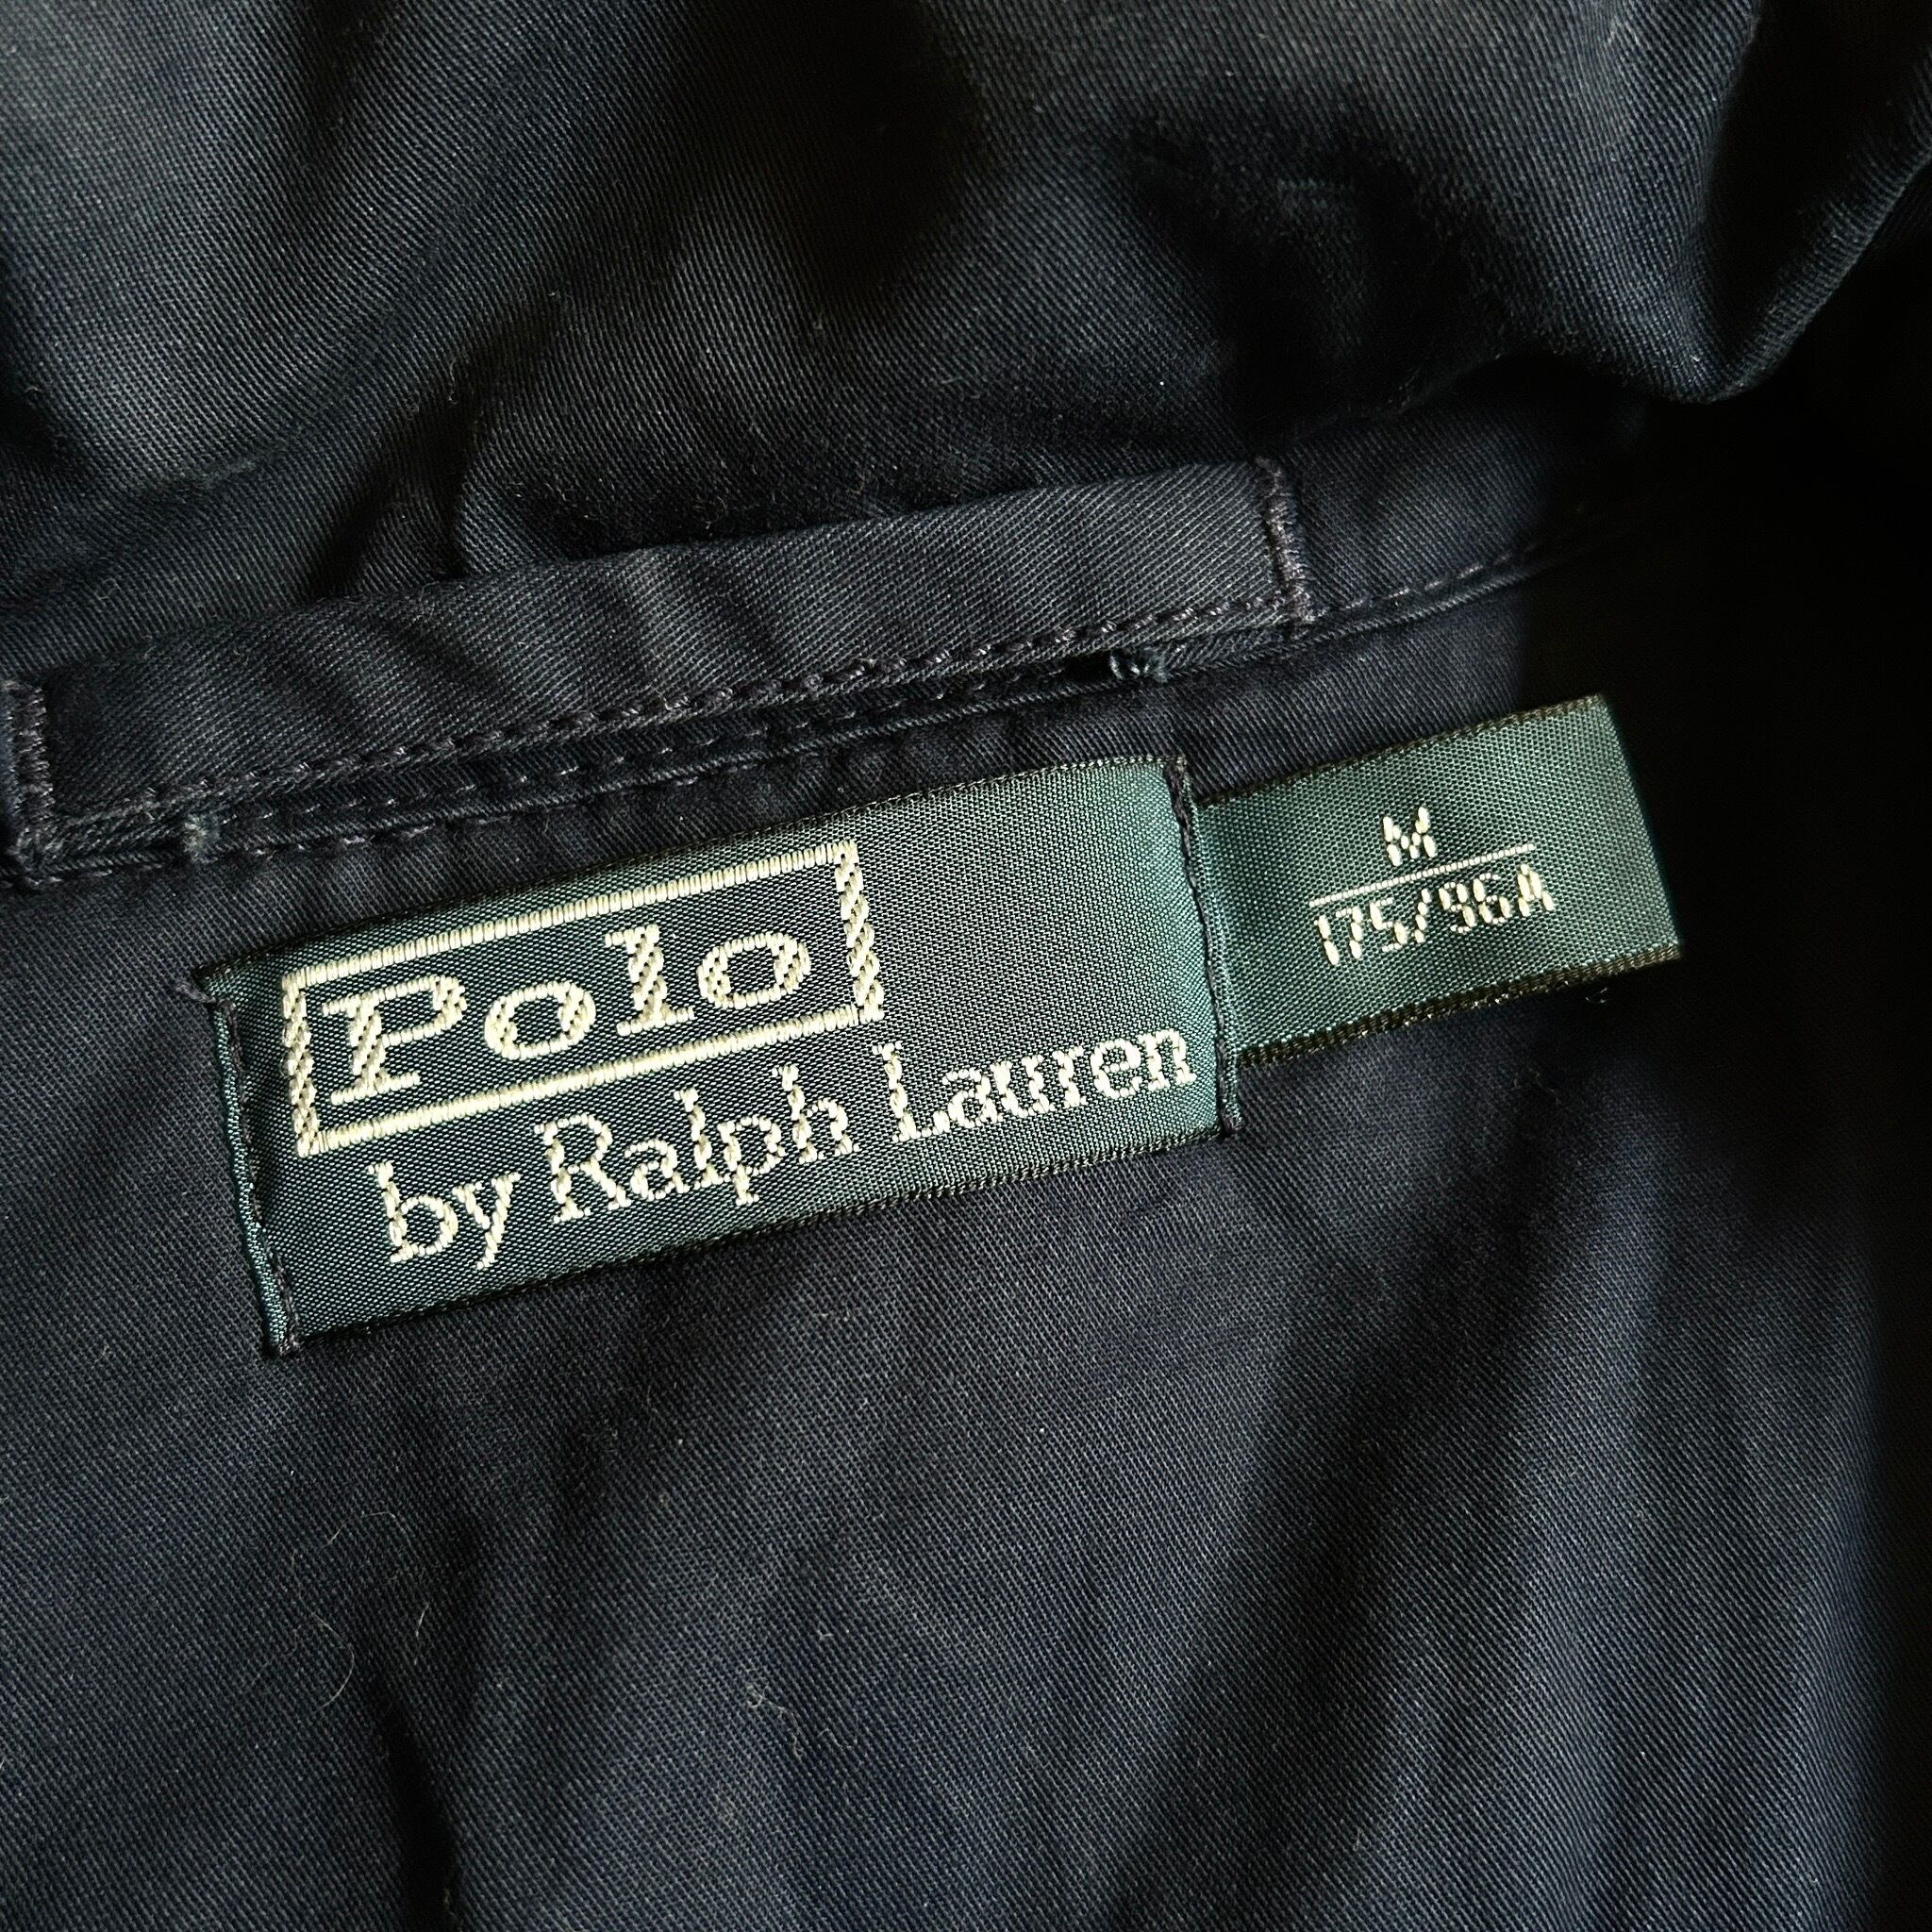 Polo
by Ralph Lauren
M
175/96A